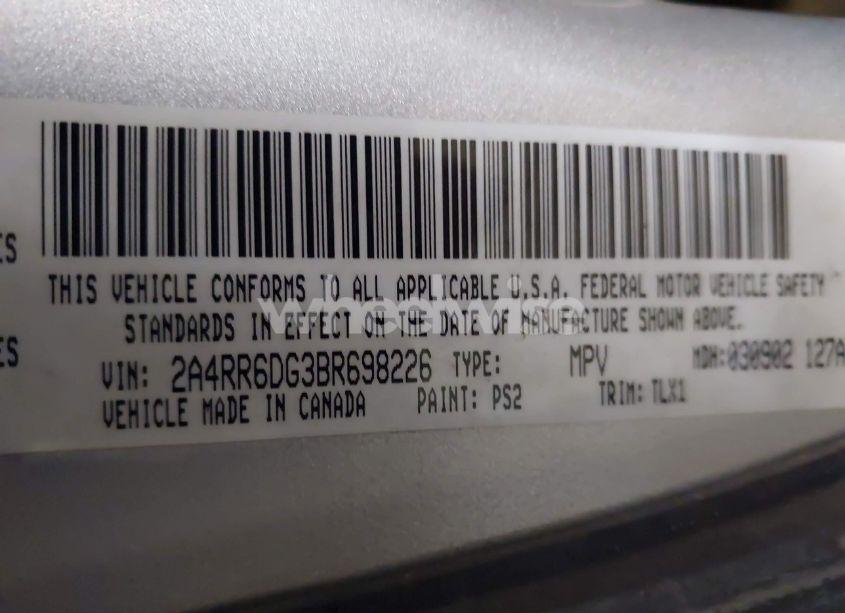 ES
THIS VEHICLE CONFORMS TO ALL APPLICABLE U.S.A. FEDERAL MOTOR VEHICLE SAFETY
STANDARDS IN EFFECT ON THE DATE OF MANUFACTURE SHOWN ABOVE.
ES
VIN: 2A4RR6DG3BR698226 TYPE: MPV MDH: 030902 127A
VEHICLE MADE IN CANADA PAINT: PS2 TRIM: TLX1